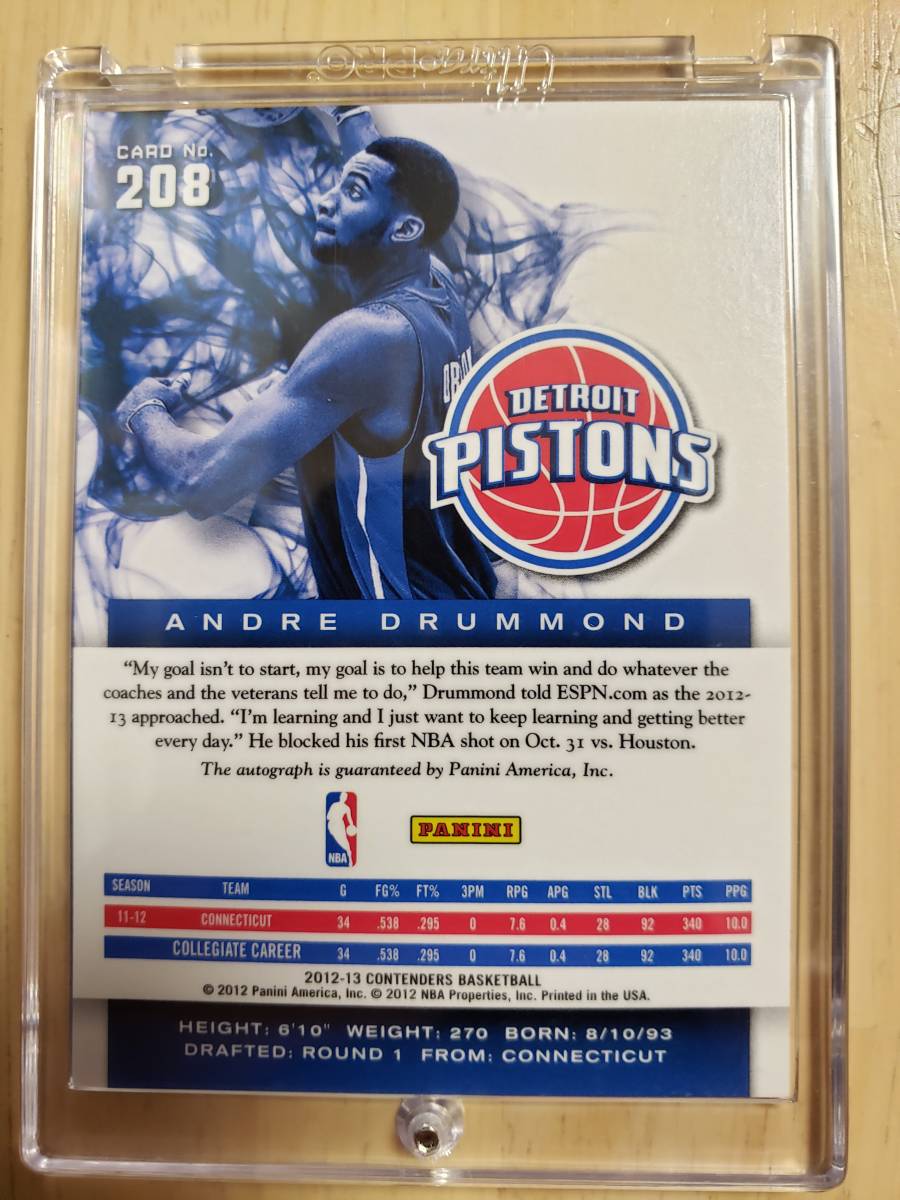 Ultra•PRO
CARD No.
208
DETROIT
PISTONS
ANDRE DRUMMOND
“My goal isn't to start, my goal is to help this team win and do whatever the
coaches and the veterans tell me to do,” Drummond told ESPN.com as the 2012-
13 approached. “I'm learning and I just want to keep learning and getting better
every day.” He blocked his first NBA shot on Oct. 31 vs. Houston.
The autograph is guaranteed by Panini America, Inc.
NBA
PANINI
SEASON TEAM G FG% FT% 3PM RPG APG STL BLK PTS PPG
11-12 CONNECTICUT 34 .538 .295 0 7.6 0.4 28 92 340 10.0
COLLEGIATE CAREER 34 .538 .295 0 7.6 0.4 28 92 340 10.0
2012-13 CONTENDERS BASKETBALL
© 2012 Panini America, Inc. © 2012 NBA Properties, Inc. Printed in the USA.
HEIGHT: 6'10" WEIGHT: 270 BORN: 8/10/93
DRAFTED: ROUND 1 FROM: CONNECTICUT